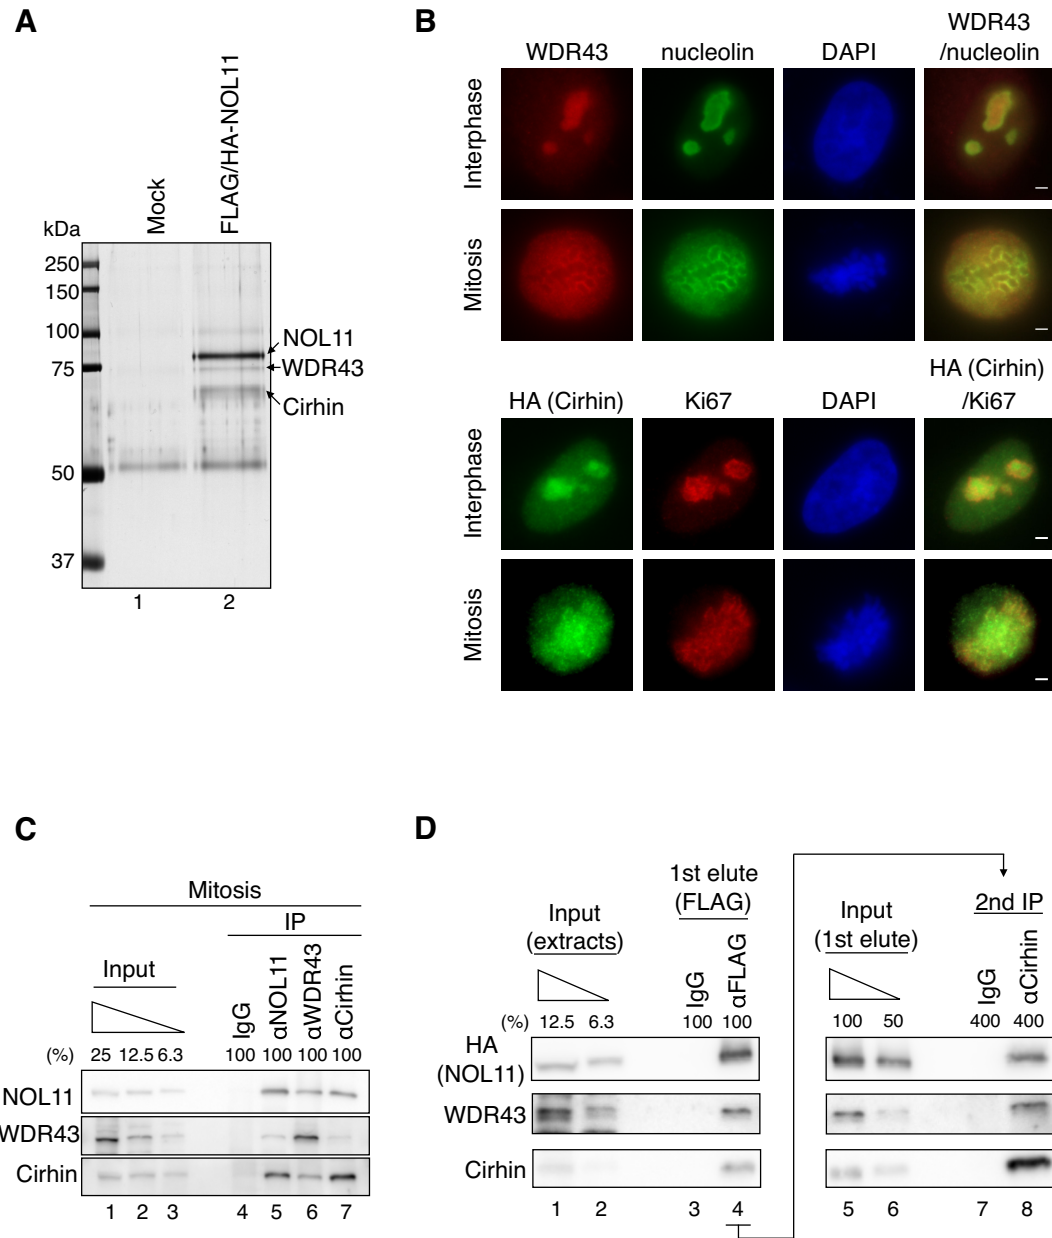 A
Mock
FLAG/HA-NOL11
kDa
250
150
100
75
50
37
NOL11
WDR43
Cirhin
1 2
B
WDR43 nucleolin DAPI WDR43
/nucleolin
Interphase
Mitosis
HA (Cirhin) Ki67 DAPI HA (Cirhin)
/Ki67
Interphase
Mitosis
C
Mitosis
IP
Input
IgG
αNOL11
αWDR43
αCirhin
(%) 25 12.5 6.3 100 100 100 100
NOL11
WDR43
Cirhin
1 2 3 4 5 6 7
D
1st elute
(FLAG)
Input
(extracts)
IgG
αFLAG
Input
(1st elute)
2nd IP
IgG
αCirhin
(%) 12.5 6.3 100 100 100 50 400 400
HA
(NOL11)
WDR43
Cirhin
1 2 3 4 5 6 7 8